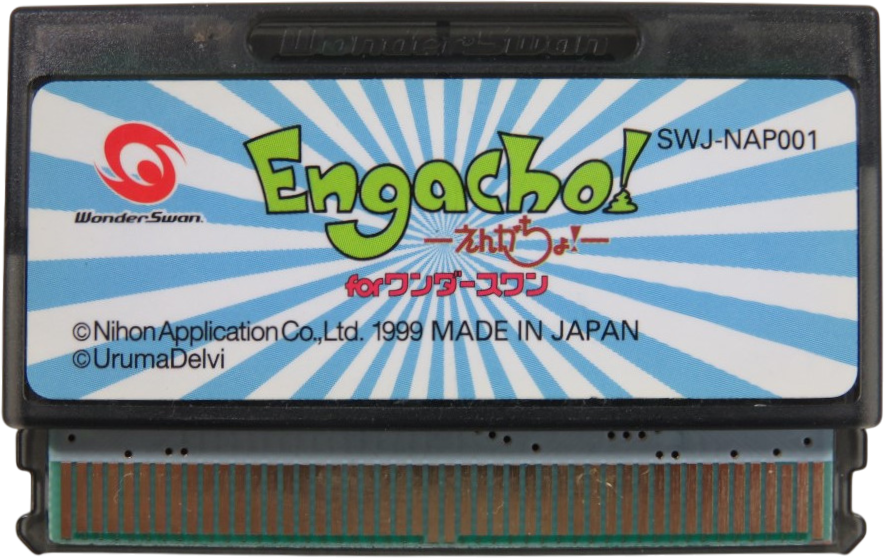 WonderSwan
Engacho!
SWJ-NAP001
WonderSwan.
ーえんがちょ!ー
forワンダースワン
©Nihon Application Co.,Ltd. 1999 MADE IN JAPAN
©UrumaDelvi